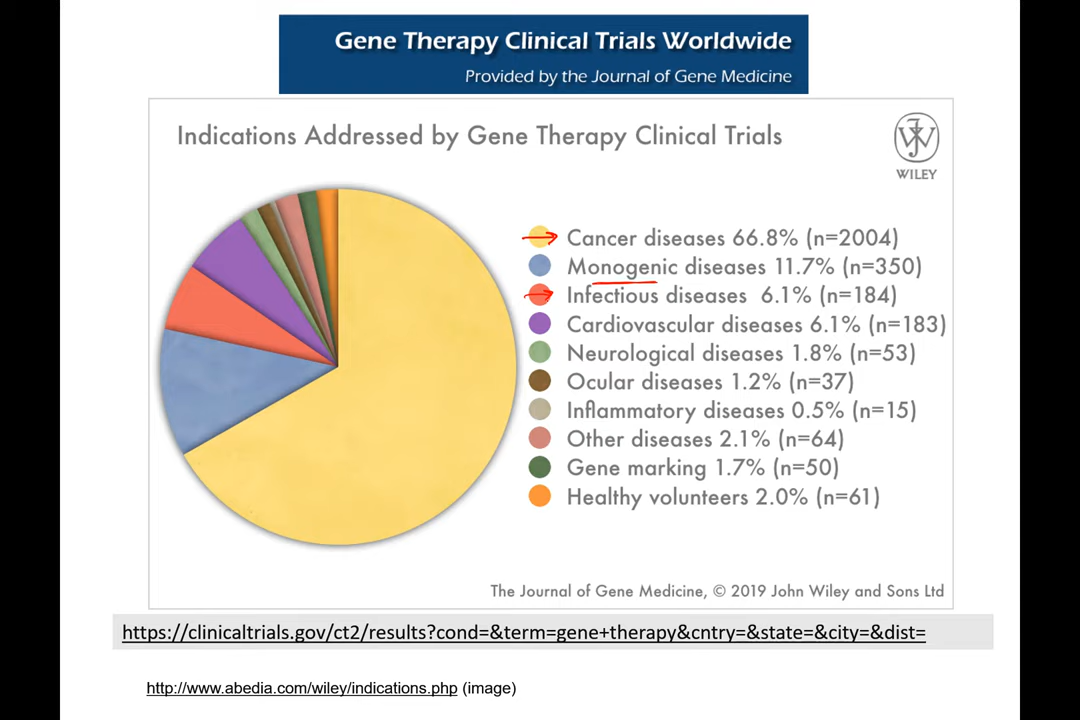 Gene Therapy Clinical Trials Worldwide
Provided by the Journal of Gene Medicine
Indications Addressed by Gene Therapy Clinical Trials
WILEY
Cancer diseases 66.8% (n=2004)
Monogenic diseases 11.7% (n=350)
Infectious diseases 6.1% (n=184)
Cardiovascular diseases 6.1% (n=183)
Neurological diseases 1.8% (n=53)
Ocular diseases 1.2% (n=37)
Inflammatory diseases 0.5% (n=15)
Other diseases 2.1% (n=64)
Gene marking 1.7% (n=50)
Healthy volunteers 2.0% (n=61)
The Journal of Gene Medicine, © 2019 John Wiley and Sons Ltd
https://clinicaltrials.gov/ct2/results?cond=&term=gene+therapy&cntry=&state=&city=&dist=
http://www.abedia.com/wiley/indications.php (image)